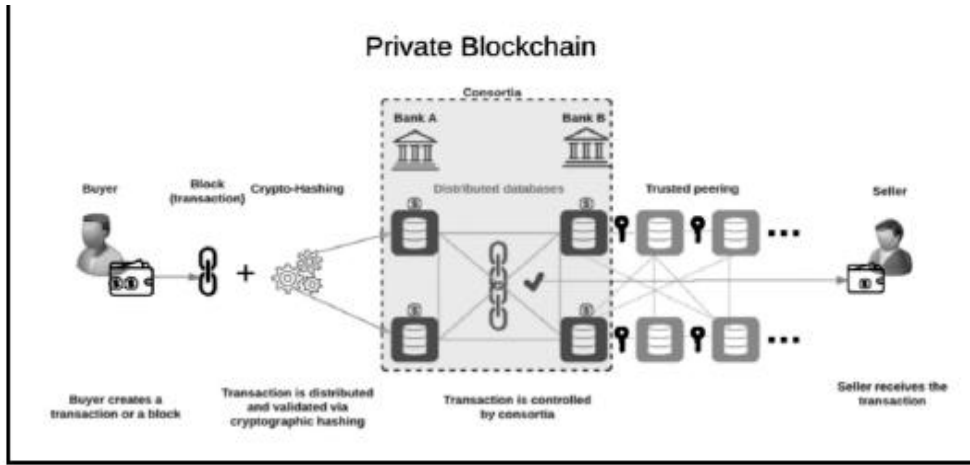 Private Blockchain
Consortia
Bank A
Bank B
Buyer
Block
(transaction)
Crypto-Hashing
Distributed databases
Trusted peering
Seller
Buyer creates a
transaction or a block
Transaction is distributed
and validated via
cryptographic hashing
Transaction is controlled
by consortia
Seller receives the
transaction